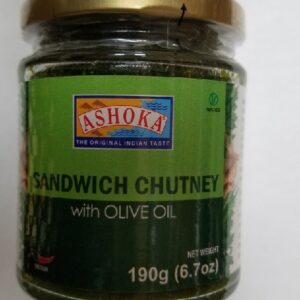 ASHOKA
THE ORIGINAL INDIAN TASTE
SANDWICH CHUTNEY
with OLIVE OIL
NET WEIGHT
190g (6.7oz)